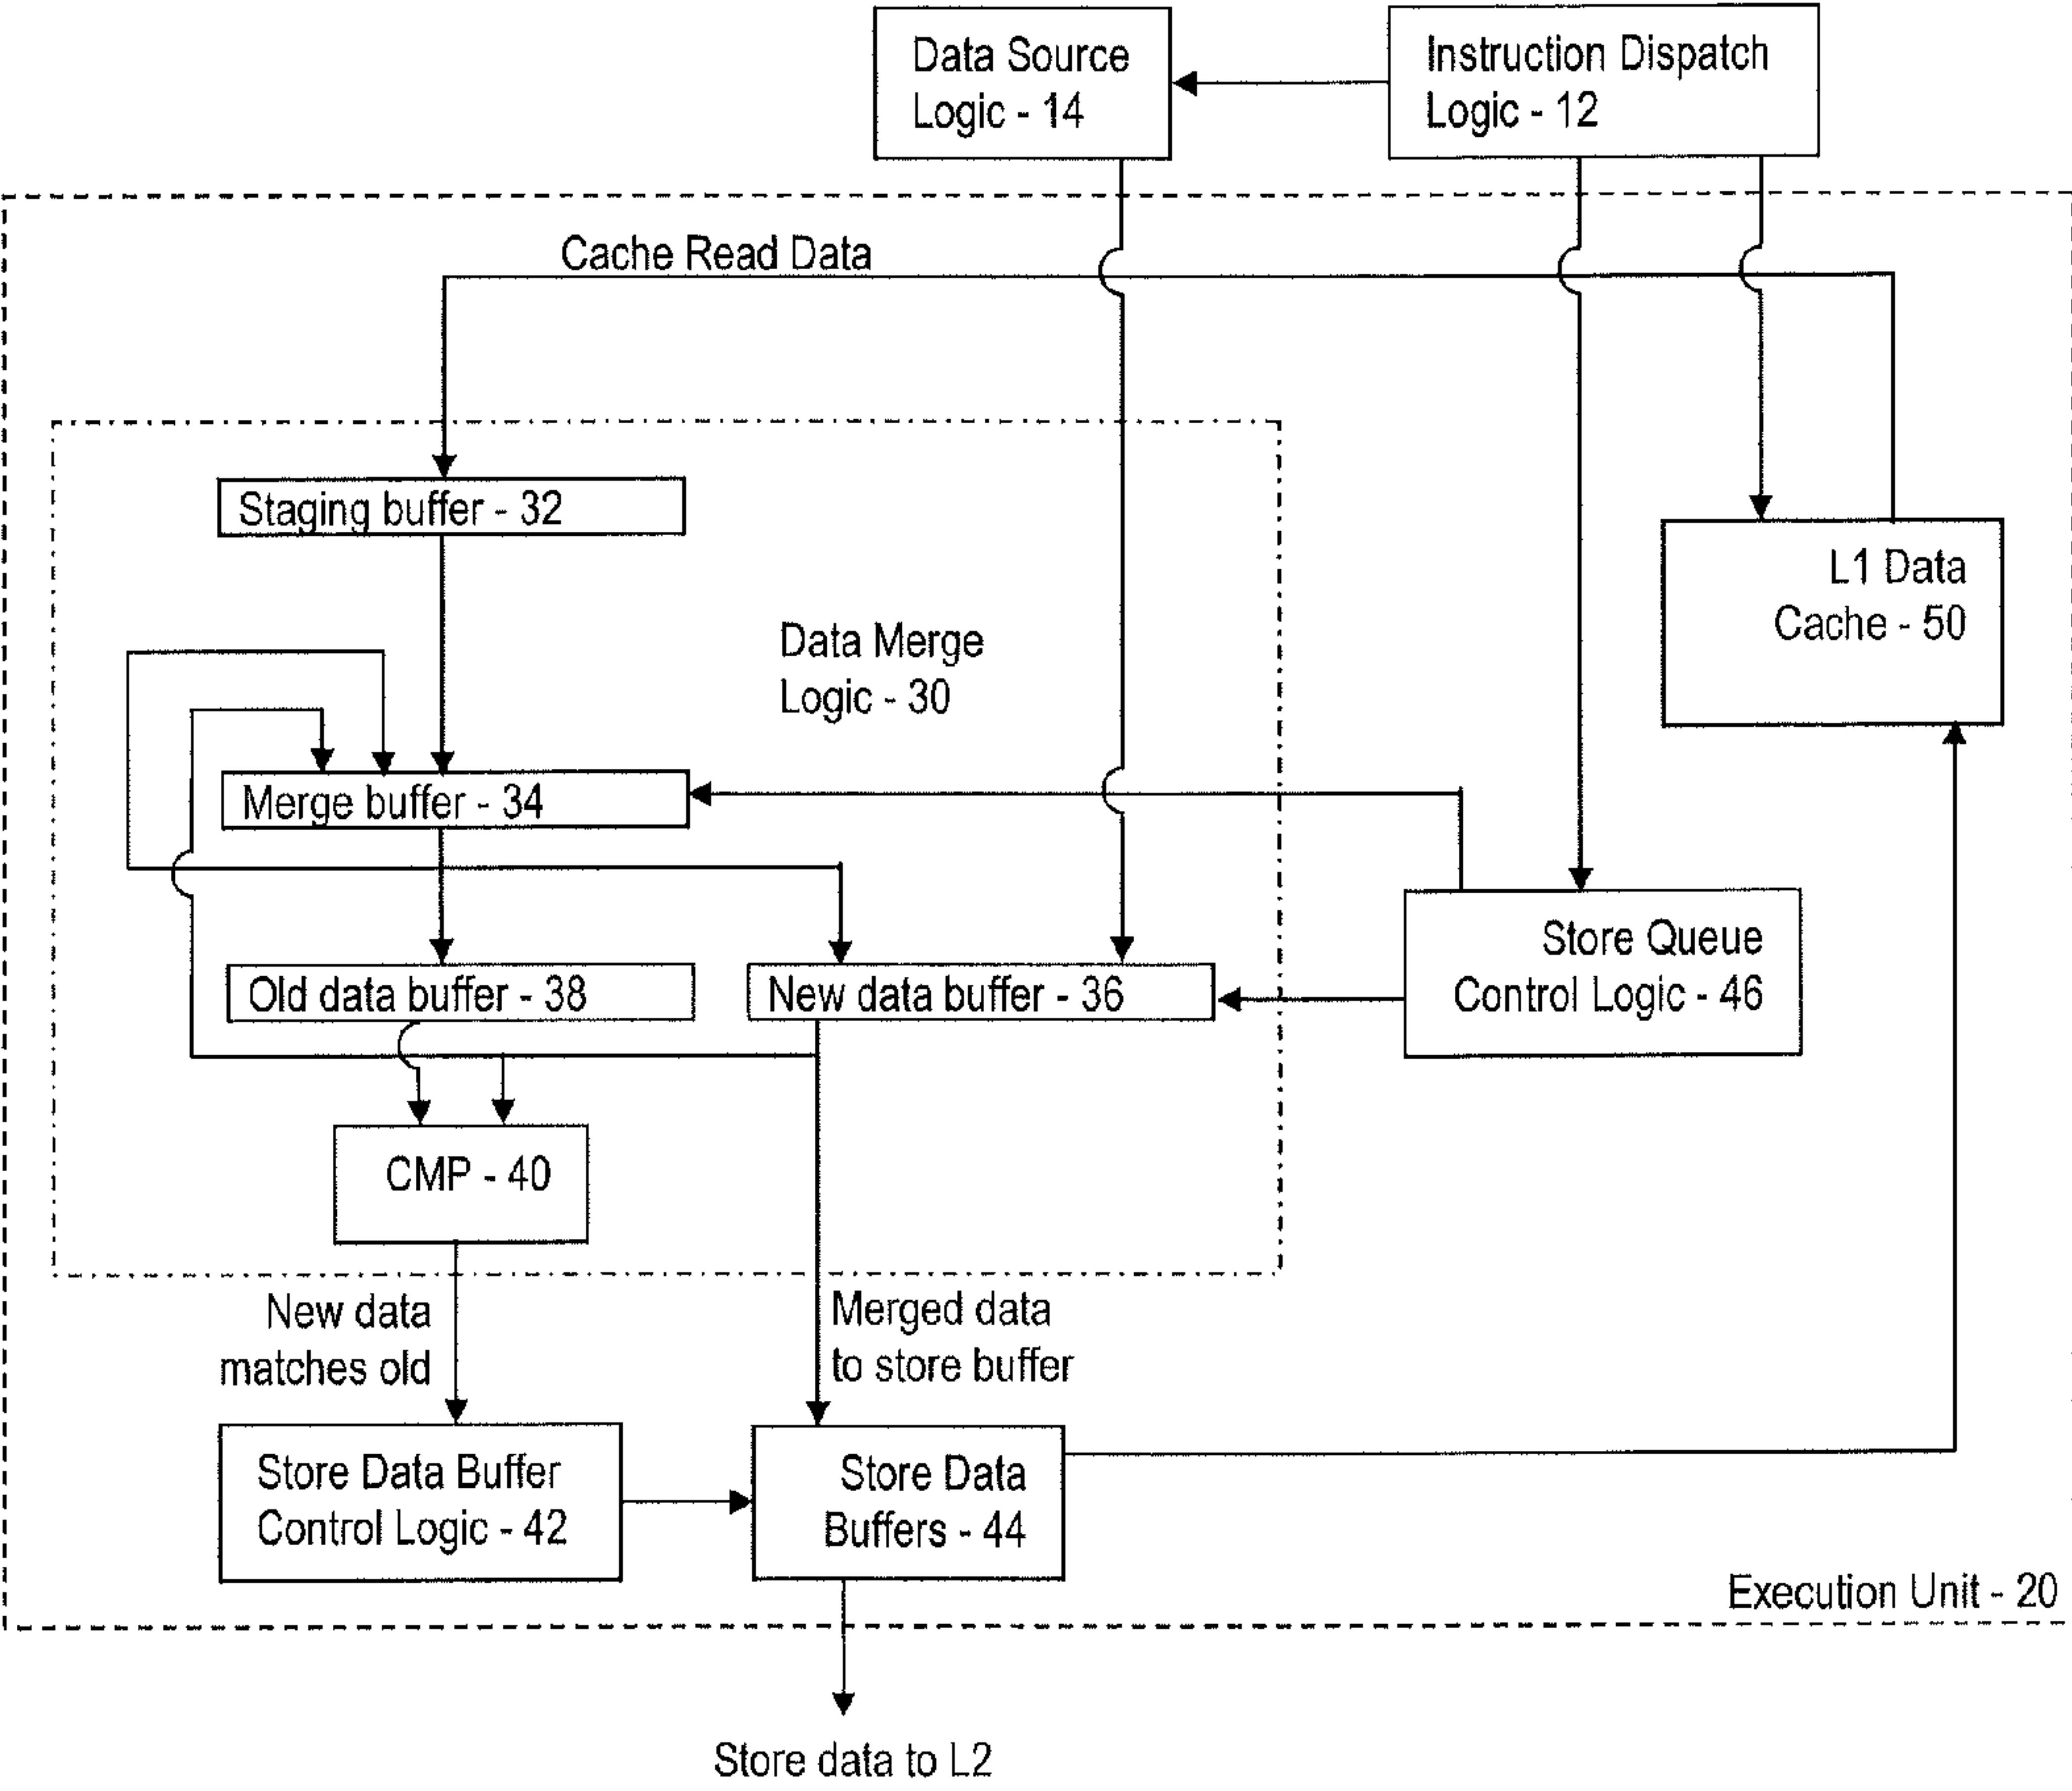 Data Source
Logic - 14
Instruction Dispatch
Logic - 12
Cache Read Data
Staging buffer - 32
L1 Data
Cache - 50
Data Merge
Logic - 30
Merge buffer - 34
Store Queue
Control Logic - 46
Old data buffer - 38
New data buffer - 36
CMP - 40
New data
matches old
Merged data
to store buffer
Store Data Buffer
Control Logic - 42
Store Data
Buffers - 44
Execution Unit - 20
Store data to L2